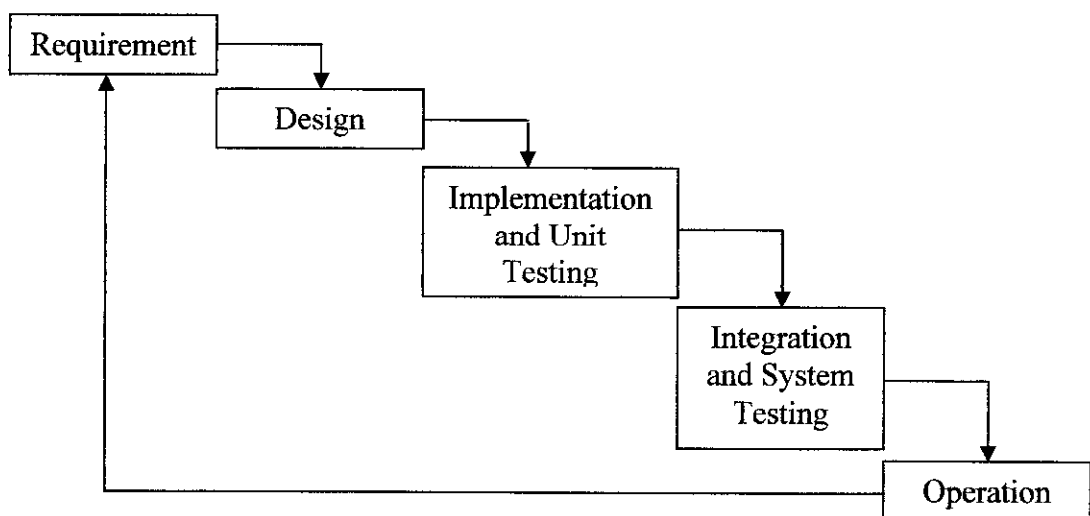 Requirement
Design
Implementation
and Unit
Testing
Integration
and System
Testing
Operation